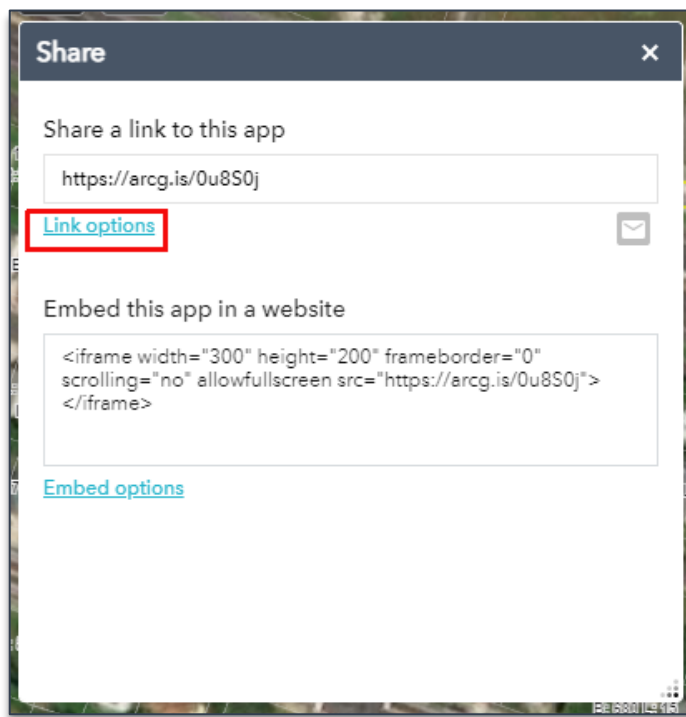 Share
Share a link to this app
https://arcg.is/0u8S0j
Link options
Embed this app in a website
<iframe width="300" height="200" frameborder="0"
scrolling="no" allowfullscreen src="https://arcg.is/0u8S0j">
</iframe>
Embed options